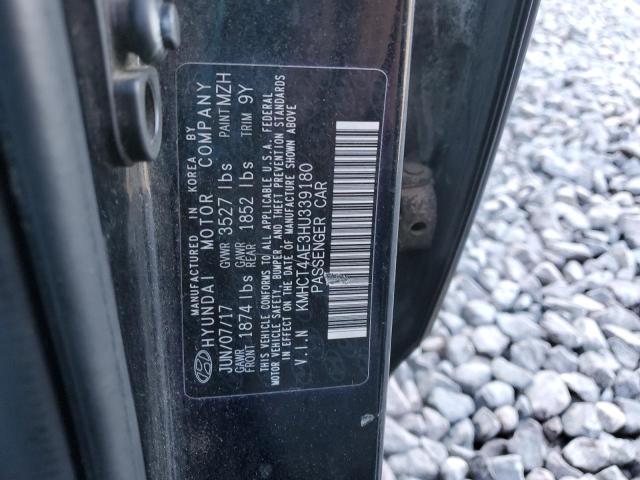 MANUFACTURED IN KOREA BY
HYUNDAI MOTOR COMPANY
JUN/07/17 GVWR 3527 lbs PAINT MZH
GAWR FRONT 1874 lbs GAWR REAR 1852 lbs TRIM 9Y
THIS VEHICLE CONFORMS TO ALL APPLICABLE U.S.A. FEDERAL
MOTOR VEHICLE SAFETY, BUMPER, AND THEFT PREVENTION STANDARDS
IN EFFECT ON THE DATE OF MANUFACTURE SHOWN ABOVE
V.I.N KMHCT4AE3HU339180
PASSENGER CAR